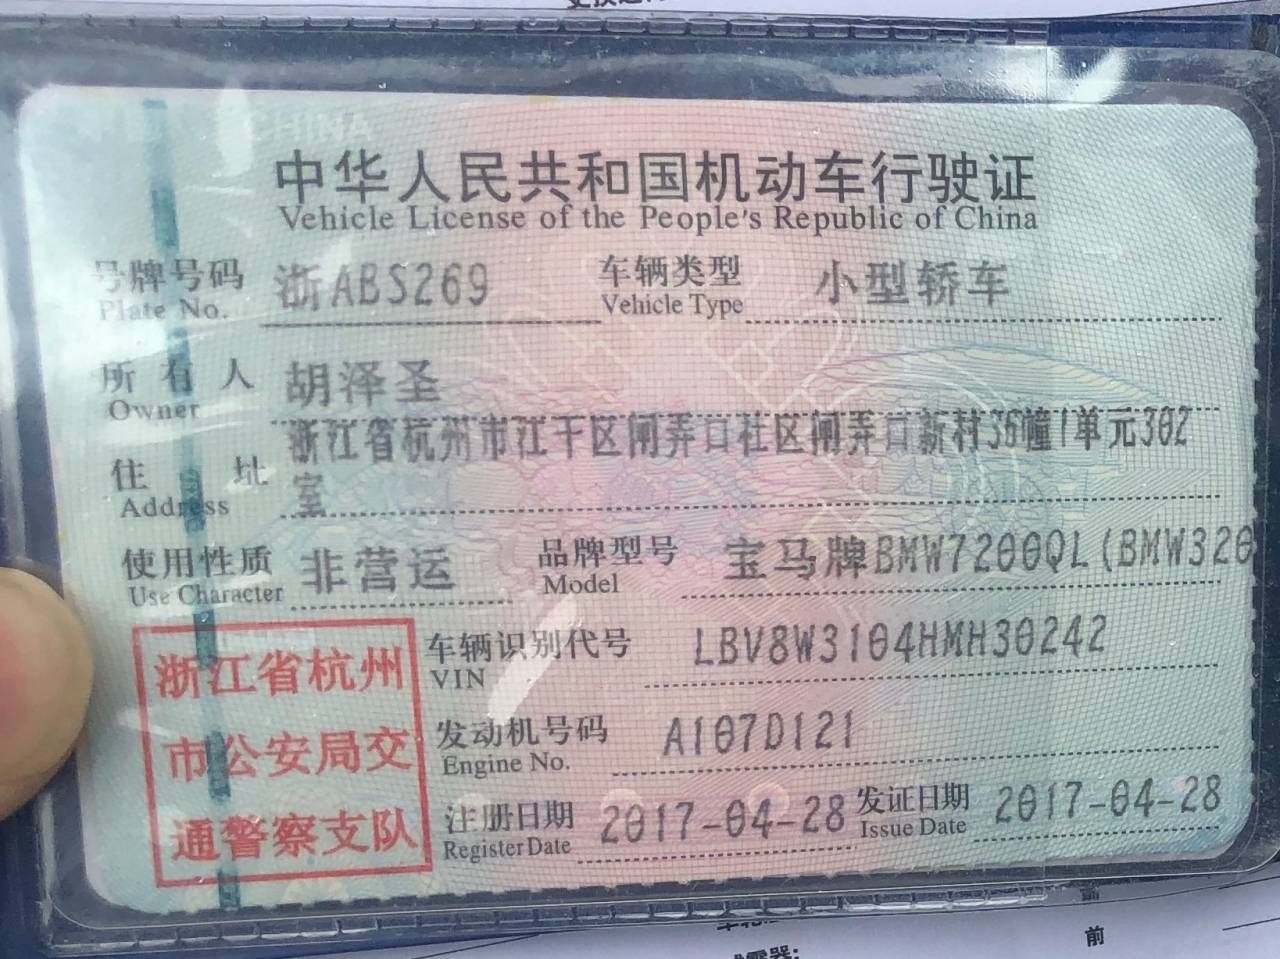 CHINA
中华人民共和国机动车行驶证
Vehicle License of the People's Republic of China
号牌号码 浙ABS269 车辆类型 小型轿车
Plate No. Vehicle Type
所有人 胡泽圣
Owner
浙江省杭州市江干区闸弄口社区闸弄口新村36幢1单元302
住址 室
Address
使用性质 非营运 品牌型号 宝马牌BMW7200QL(BMW320
Use Character Model
浙江省杭州
市公安局交
通警察支队
车辆识别代号 LBV8W3104HMH30242
VIN
发动机号码 A107D121
Engine No.
注册日期 2017-04-28 发证日期 2017-04-28
Register Date Issue Date
前